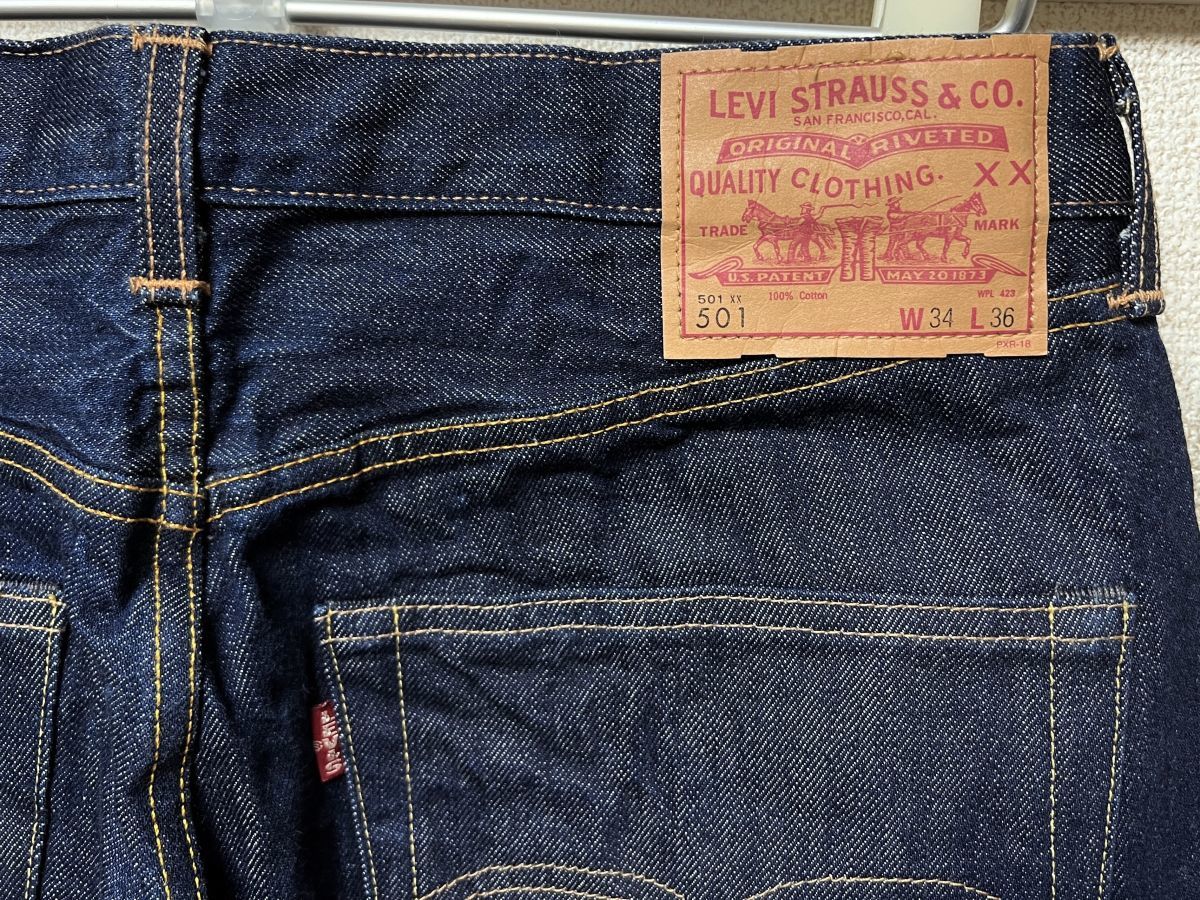 LEVI STRAUSS & CO.
SAN FRANCISCO, CAL.
ORIGINAL RIVETED
QUALITY CLOTHING. XX
TRADE MARK
U.S. PATENT MAY 20 1873
100% Cotton WPL 423
501 XX
501 W 34 L 36
PXR-18
LEVI'S